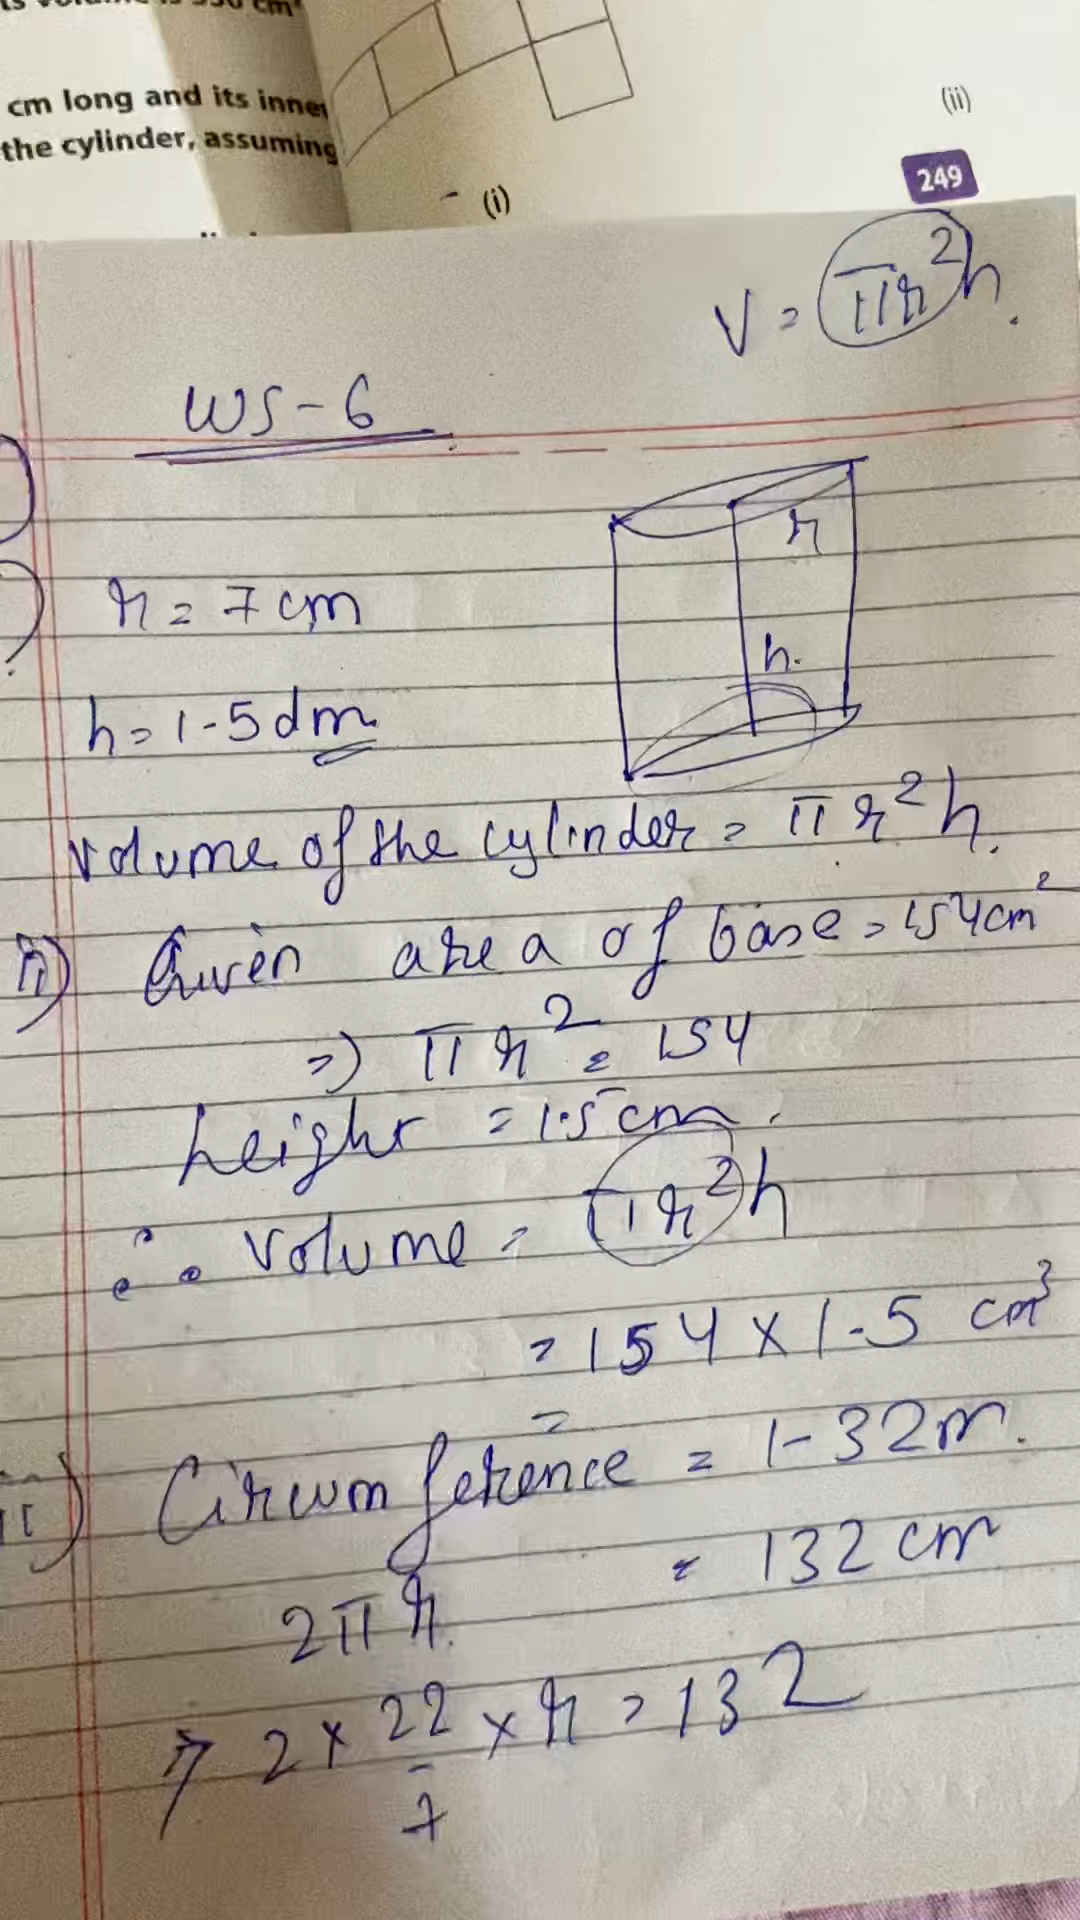 cm long and its inner
the cylinder, assuming
(i)
(ii)
249
V = πr²h.
WS-6
r = 7 cm
h = 1-5 dm
r
h.
Volume of the cylinder = πr²h.
ii) Given area of base = 154 cm²
=) πr² = 154
height = 1.5 cm.
∴ Volume = πr²h
= 154 × 1-5 cm³
=
Circumference = 1-32 m.
2πr = 132 cm
⇒ 2 × 22/7 × r = 132